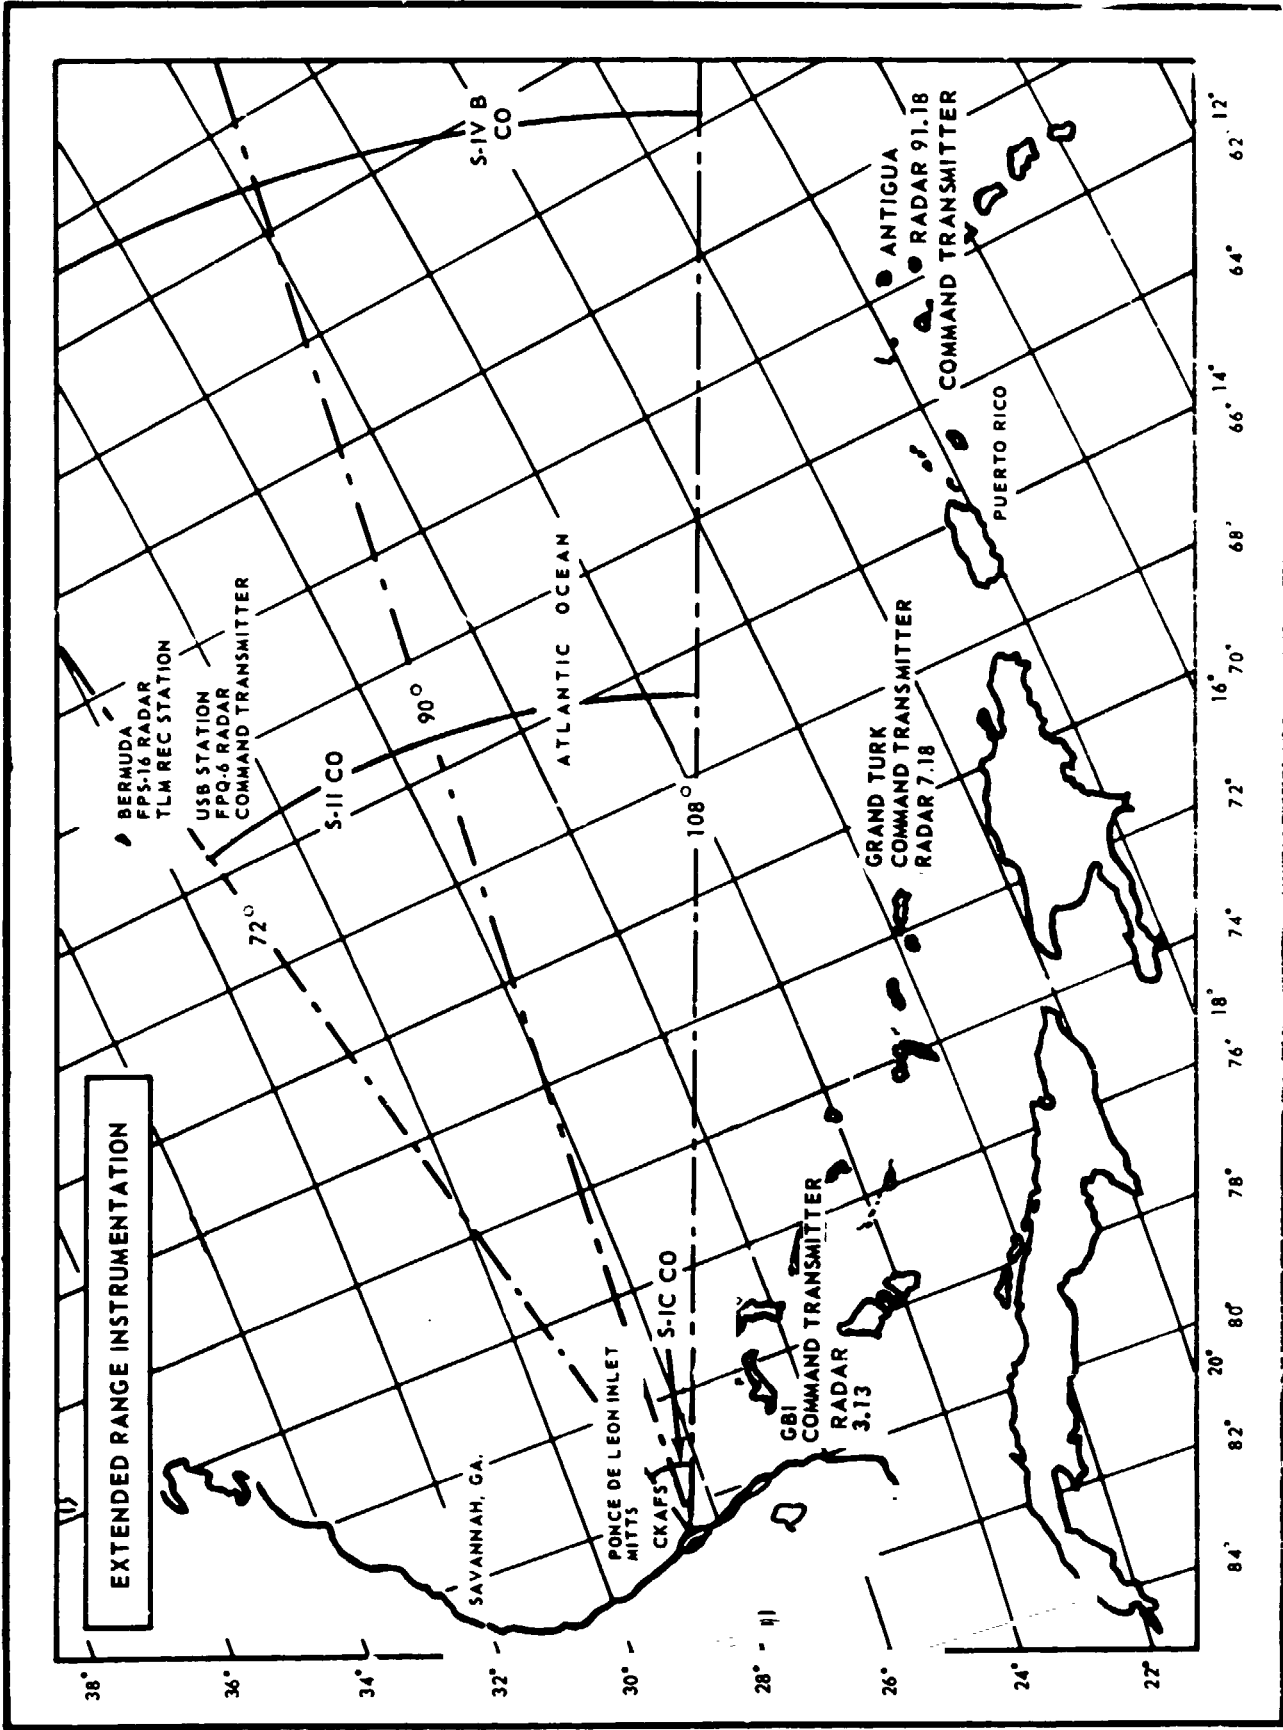 EXTENDED RANGE INSTRUMENTATION
BERMUDA
FPS-16 RADAR
TLM REC STATION
USB STATION
FPQ-6 RADAR
COMMAND TRANSMITTER
S-IV B
CO
S-II CO
72°
90°
108°
ATLANTIC OCEAN
SAVANNAH, GA.
PONCE DE LEON INLET
MITTS
CKAFS
S-IC CO
GBI
COMMAND TRANSMITTER
RADAR
3.13
GRAND TURK
COMMAND TRANSMITTER
RADAR 7.18
ANTIGUA
RADAR 91.18
COMMAND TRANSMITTER
PUERTO RICO
38°
36°
34°
32°
30°
28°
26°
24°
22°
84°
82°
20°
80°
78°
76°
18°
74°
72°
16°
70°
68°
66°
14°
64°
62°
12°